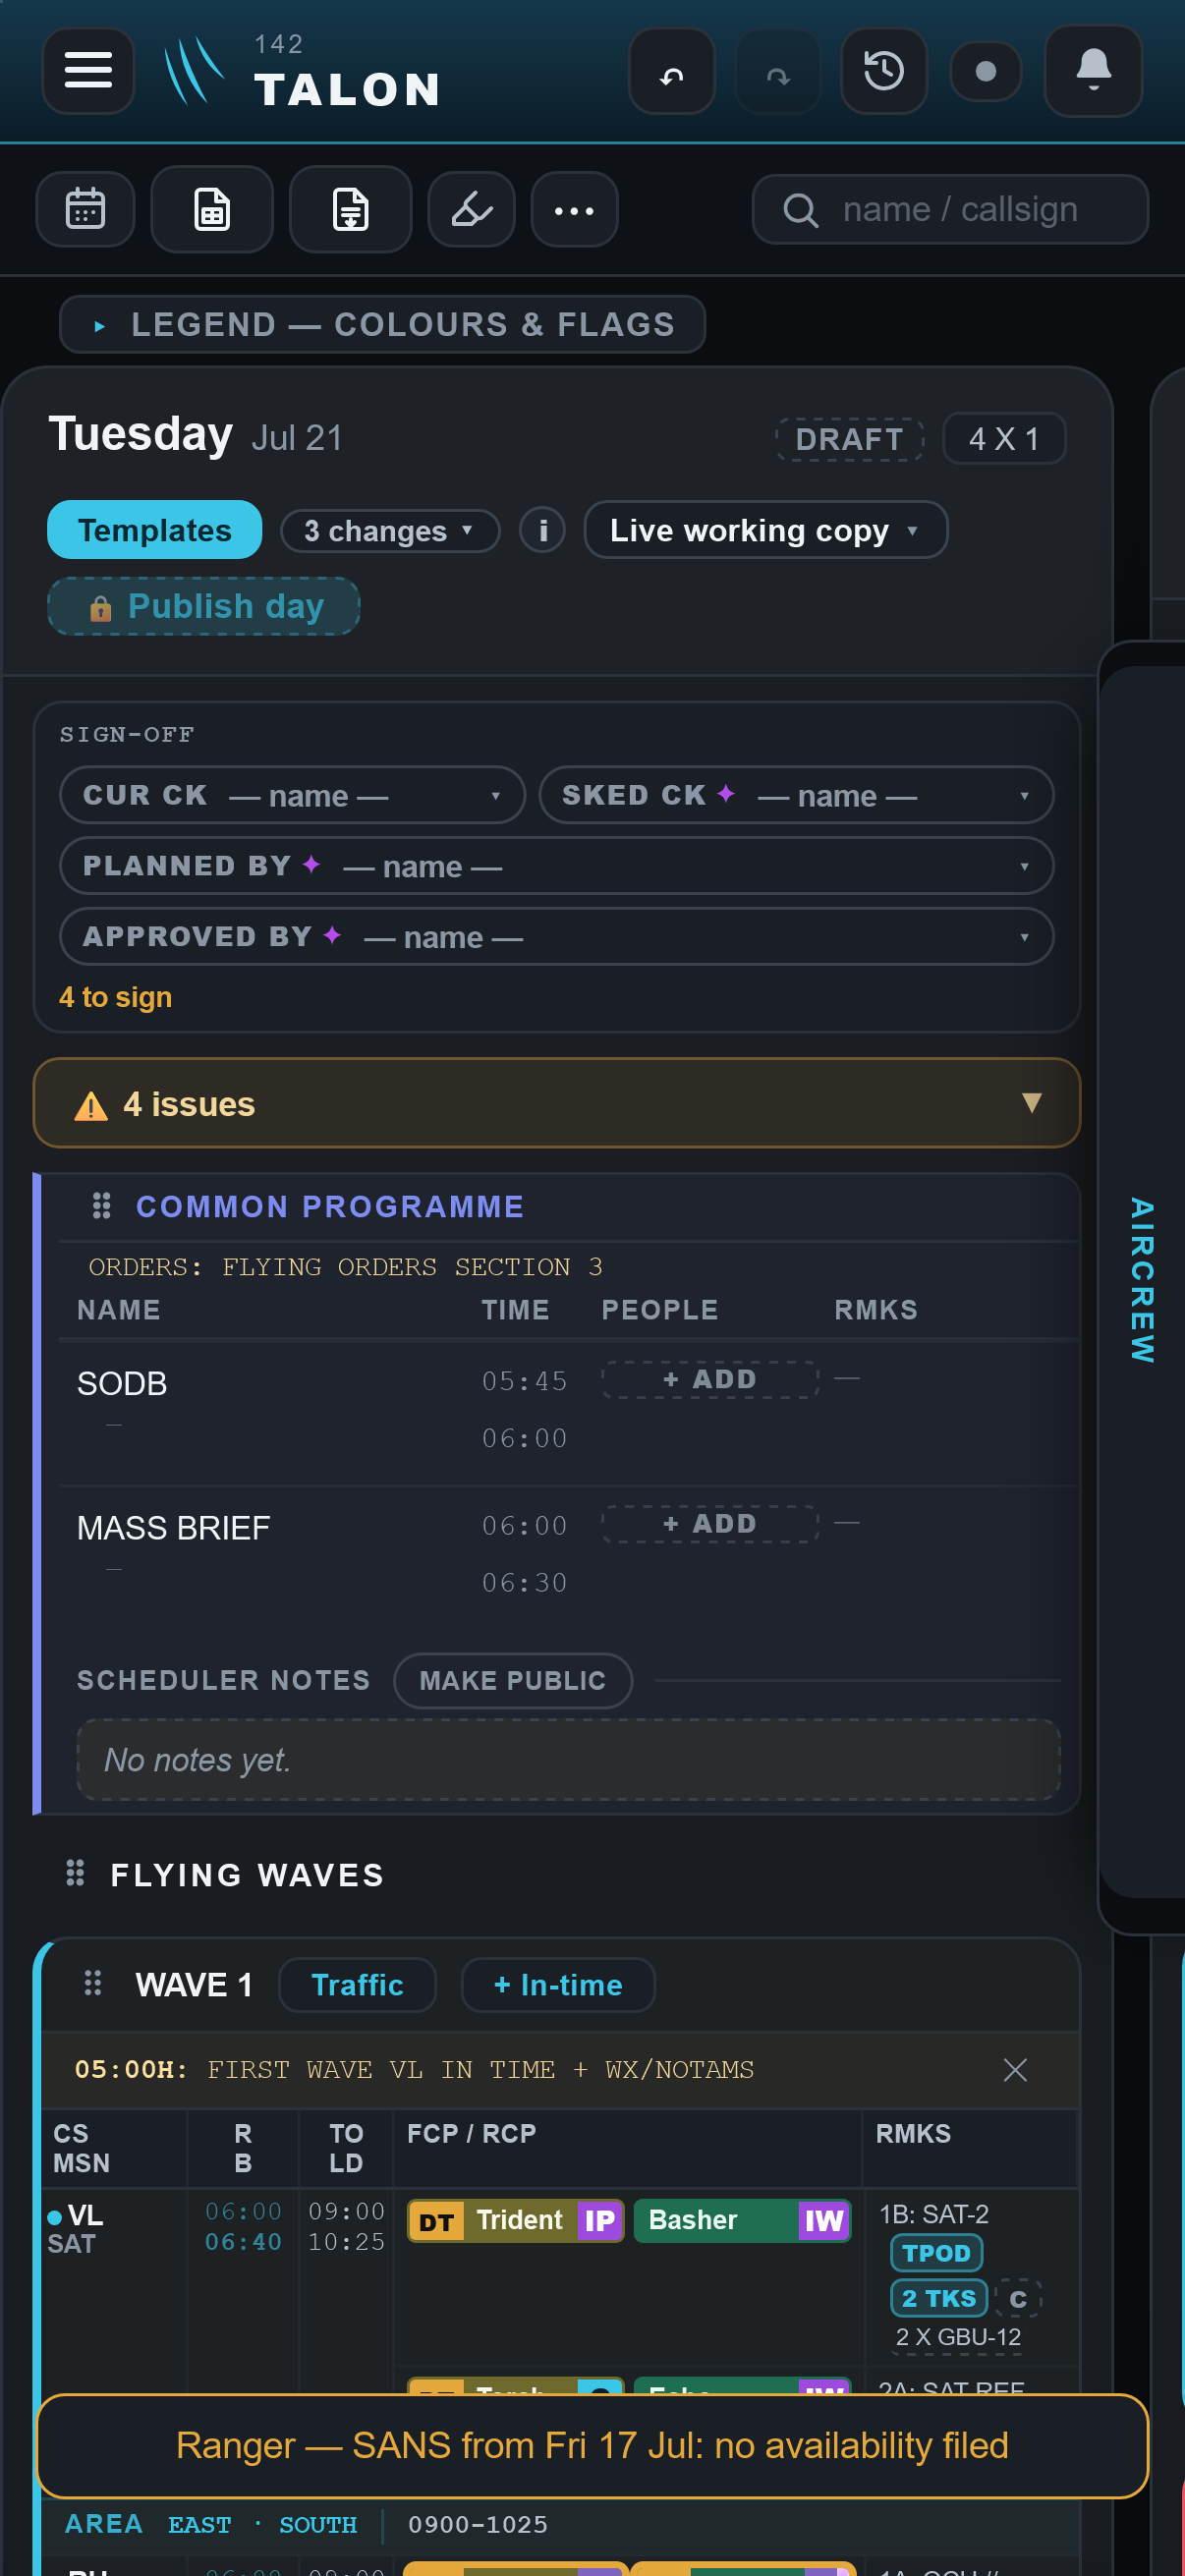 142
TALON
name / callsign
LEGEND — COLOURS & FLAGS
Tuesday Jul 21 DRAFT 4 X 1
Templates 3 changes i Live working copy
Publish day
SIGN-OFF
CUR CK — name — SKED CK — name —
PLANNED BY — name —
APPROVED BY — name —
4 to sign
4 issues
COMMON PROGRAMME
ORDERS: FLYING ORDERS SECTION 3
NAME TIME PEOPLE RMKS
SODB 05:45 + ADD —
— 06:00
MASS BRIEF 06:00 + ADD —
— 06:30
SCHEDULER NOTES MAKE PUBLIC
No notes yet.
AIRCREW
FLYING WAVES
WAVE 1 Traffic + In-time
05:00H: FIRST WAVE VL IN TIME + WX/NOTAMS
CS R TO FCP / RCP RMKS
MSN B LD
VL 06:00 09:00 DT Trident IP Basher IW 1B: SAT-2
SAT 06:40 10:25 TPOD
2 TKS C
2 X GBU-12
Ranger — SANS from Fri 17 Jul: no availability filed
AREA EAST · SOUTH 0900-1025